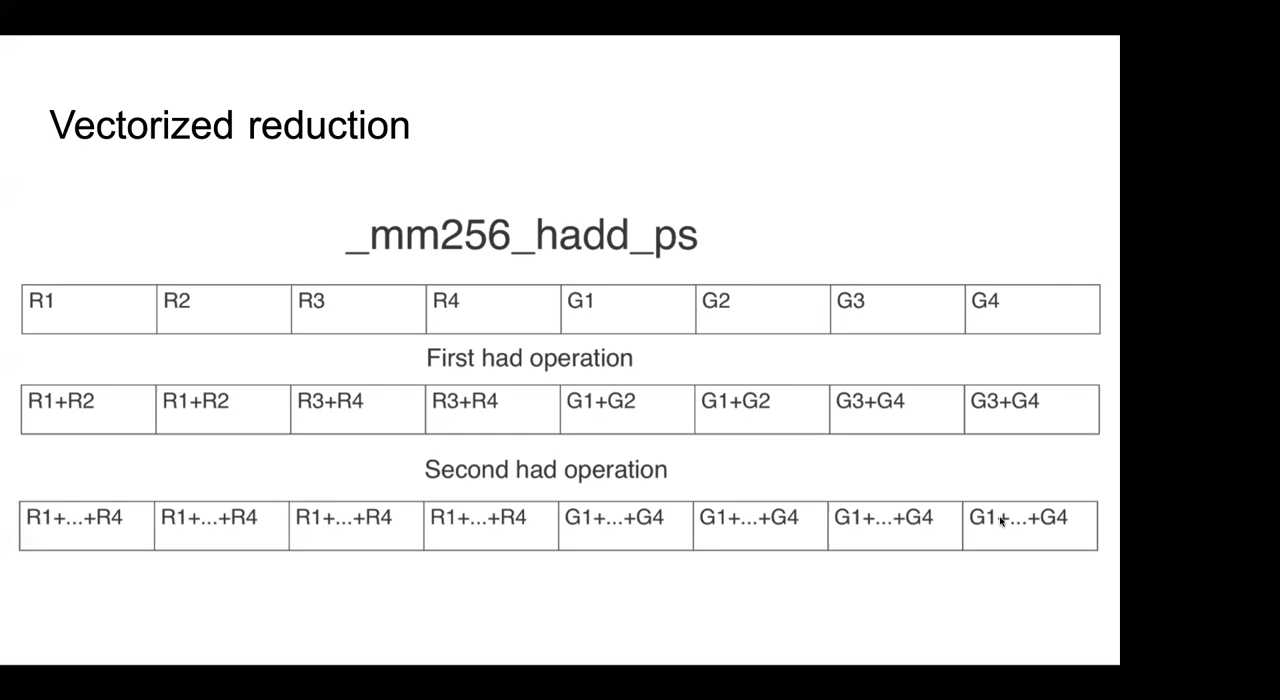 Vectorized reduction
_mm256_hadd_ps
R1 R2 R3 R4 G1 G2 G3 G4
First had operation
R1+R2 R1+R2 R3+R4 R3+R4 G1+G2 G1+G2 G3+G4 G3+G4
Second had operation
R1+...+R4 R1+...+R4 R1+...+R4 R1+...+R4 G1+...+G4 G1+...+G4 G1+...+G4 G1+...+G4